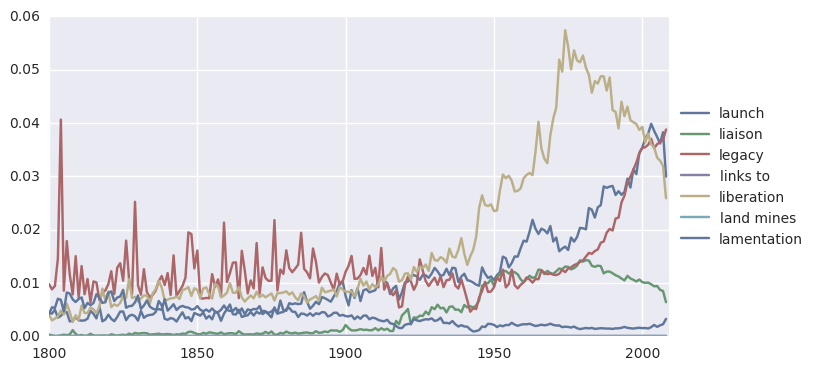 0.06
0.05
0.04
0.03
0.02
0.01
0.00
1800
1850
1900
1950
2000
launch
liaison
legacy
links to
liberation
land mines
lamentation